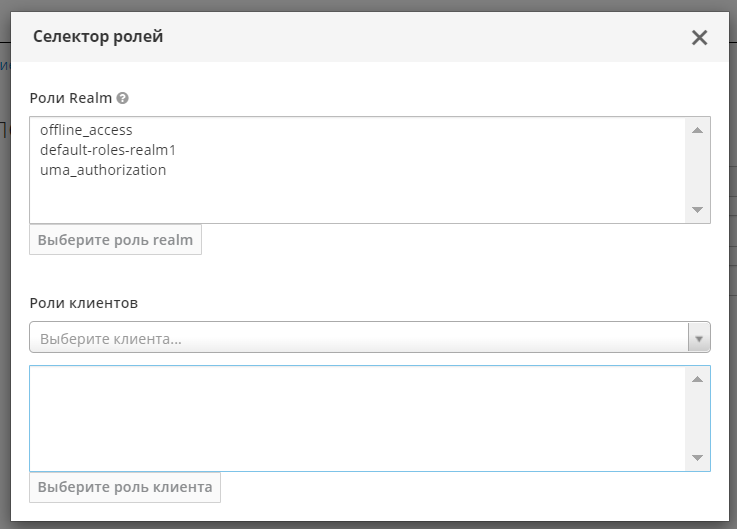 Селектор ролей
Роли Realm
offline_access
default-roles-realm1
uma_authorization
Выберите роль realm
Роли клиентов
Выберите клиента...
Выберите роль клиента